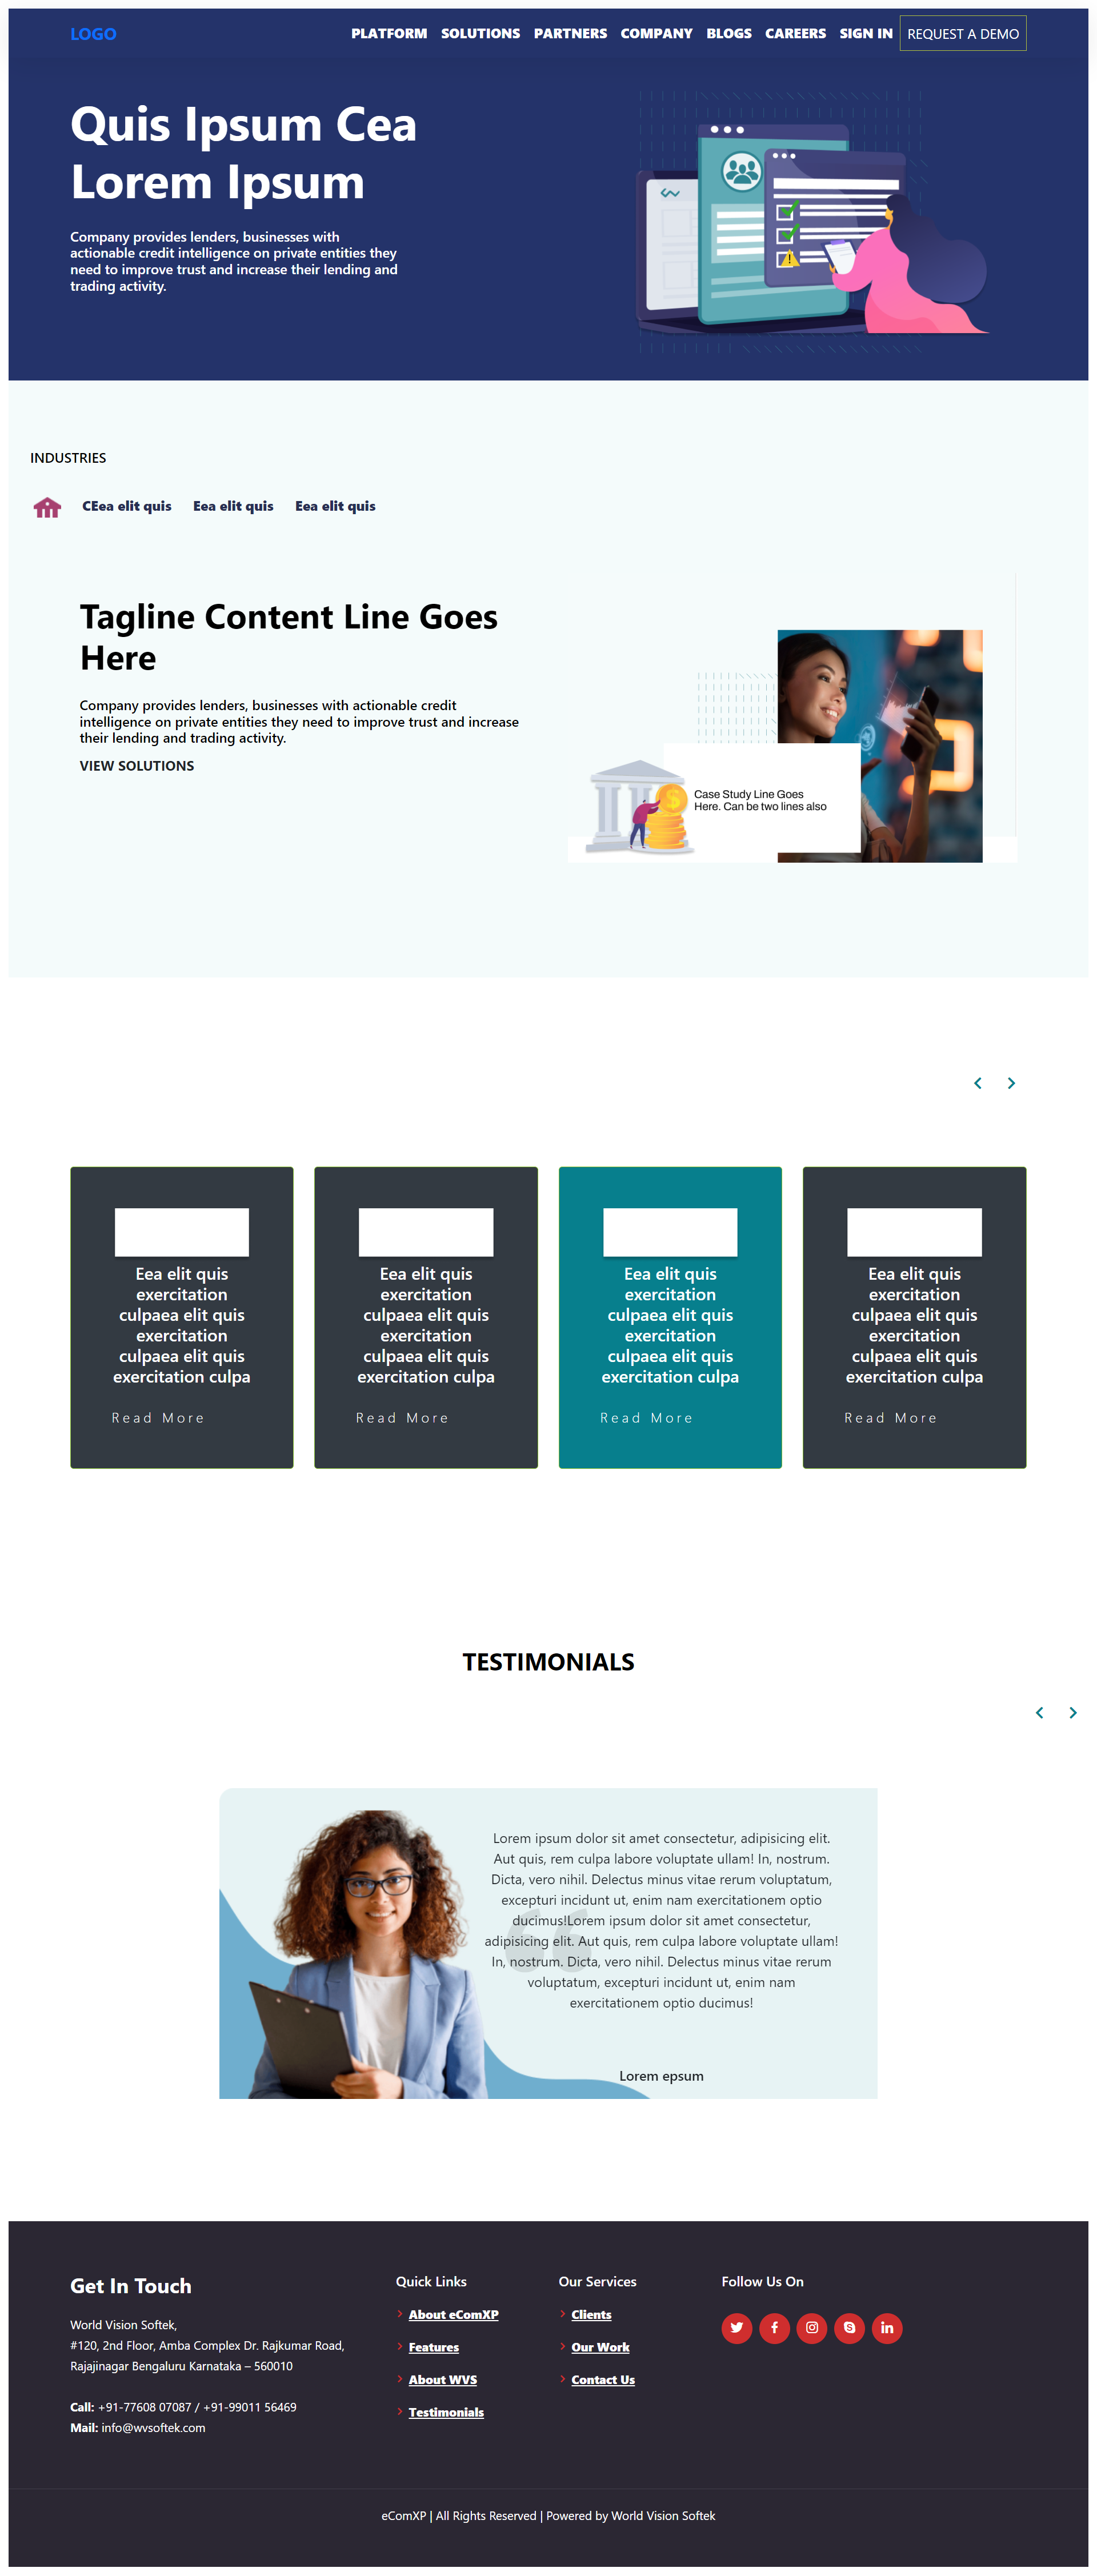 LOGO
PLATFORM SOLUTIONS PARTNERS COMPANY BLOGS CAREERS SIGN IN REQUEST A DEMO
Quis Ipsum Cea
Lorem Ipsum
Company provides lenders, businesses with
actionable credit intelligence on private entities they
need to improve trust and increase their lending and
trading activity.
INDUSTRIES
CEea elit quis Eea elit quis Eea elit quis
Tagline Content Line Goes
Here
Company provides lenders, businesses with actionable credit
intelligence on private entities they need to improve trust and increase
their lending and trading activity.
VIEW SOLUTIONS
Case Study Line Goes
Here. Can be two lines also
Eea elit quis
exercitation
culpaea elit quis
exercitation
culpaea elit quis
exercitation culpa
Read More
Eea elit quis
exercitation
culpaea elit quis
exercitation
culpaea elit quis
exercitation culpa
Read More
Eea elit quis
exercitation
culpaea elit quis
exercitation
culpaea elit quis
exercitation culpa
Read More
Eea elit quis
exercitation
culpaea elit quis
exercitation
culpaea elit quis
exercitation culpa
Read More
TESTIMONIALS
Lorem ipsum dolor sit amet consectetur, adipisicing elit.
Aut quis, rem culpa labore voluptate ullam! In, nostrum.
Dicta, vero nihil. Delectus minus vitae rerum voluptatum,
excepturi incidunt ut, enim nam exercitationem optio
ducimus!Lorem ipsum dolor sit amet consectetur,
adipisicing elit. Aut quis, rem culpa labore voluptate ullam!
In, nostrum. Dicta, vero nihil. Delectus minus vitae rerum
voluptatum, excepturi incidunt ut, enim nam
exercitationem optio ducimus!
Lorem epsum
Get In Touch
World Vision Softek,
#120, 2nd Floor, Amba Complex Dr. Rajkumar Road,
Rajajinagar Bengaluru Karnataka – 560010
Call: +91-77608 07087 / +91-99011 56469
Mail: info@wvsoftek.com
Quick Links
About eComXP
Features
About WVS
Testimonials
Our Services
Clients
Our Work
Contact Us
Follow Us On
eComXP | All Rights Reserved | Powered by World Vision Softek